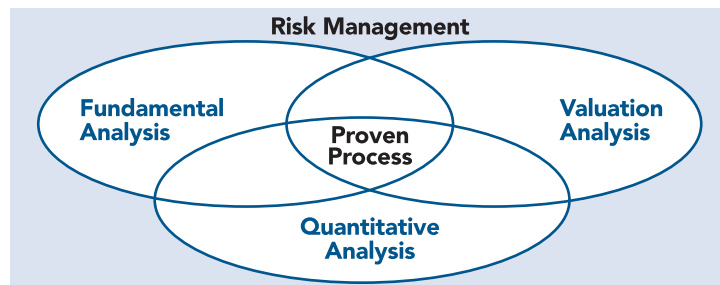 Risk Management
Fundamental
Analysis
Valuation
Analysis
Proven
Process
Quantitative
Analysis